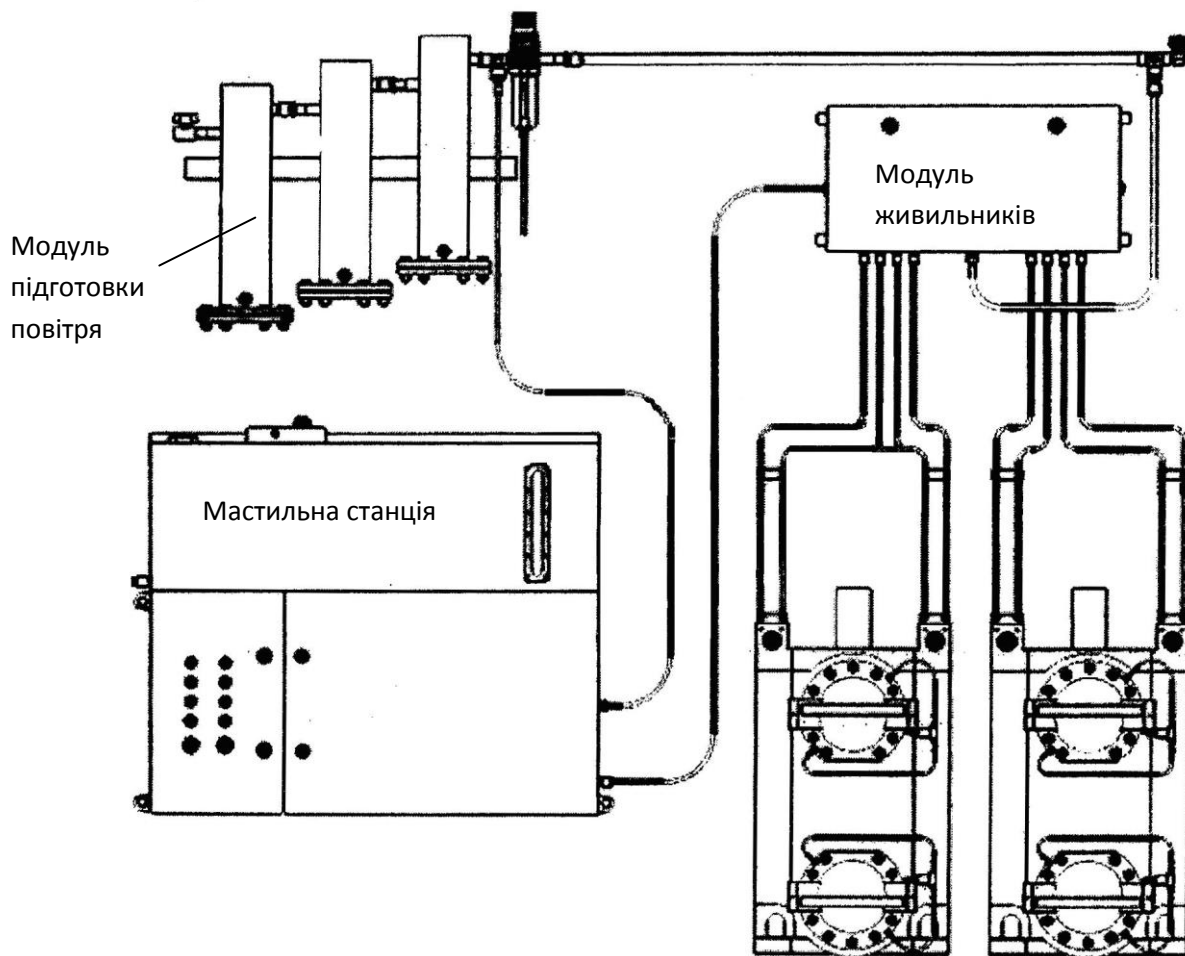 Модуль
живильників
Модуль
підготовки
повітря
Мастильна станція